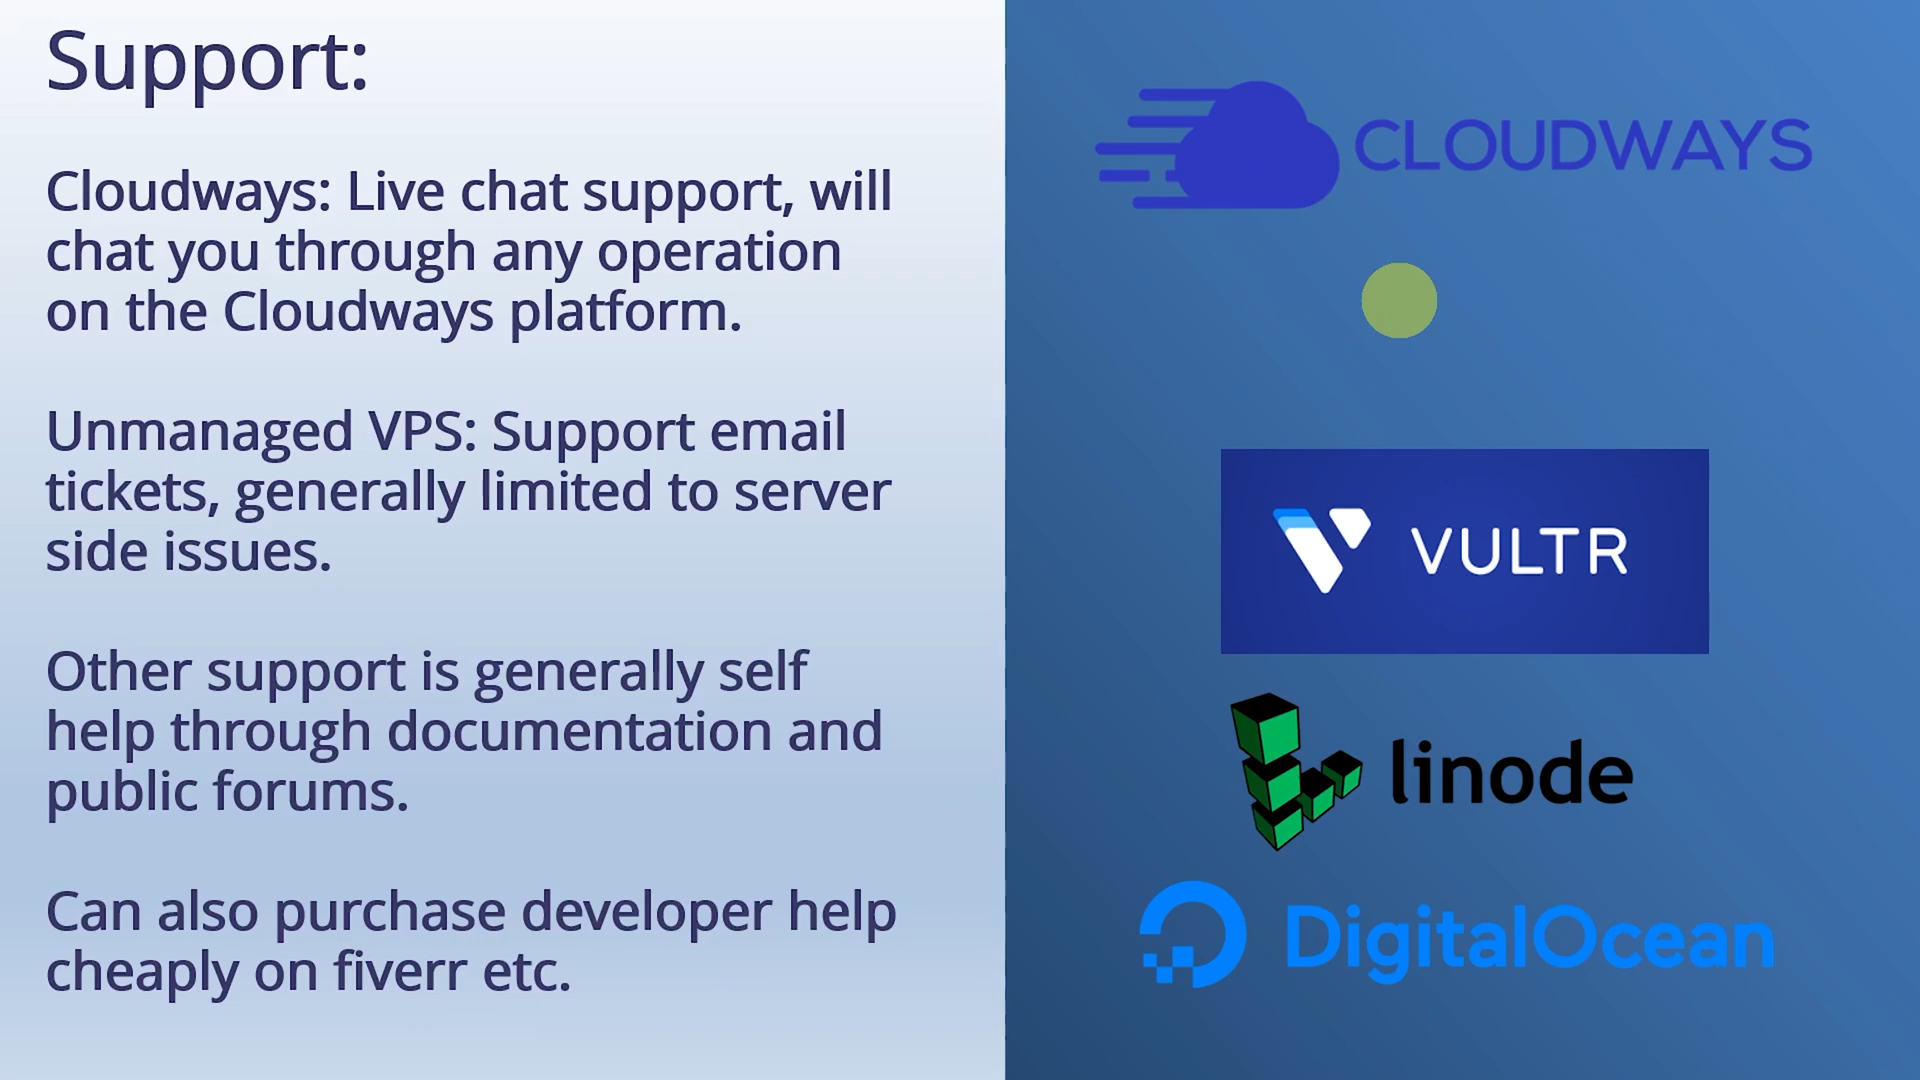 Support:
Cloudways: Live chat support, will
chat you through any operation
on the Cloudways platform.
Unmanaged VPS: Support email
tickets, generally limited to server
side issues.
Other support is generally self
help through documentation and
public forums.
Can also purchase developer help
cheaply on fiverr etc.
CLOUDWAYS
VULTR
linode
DigitalOcean